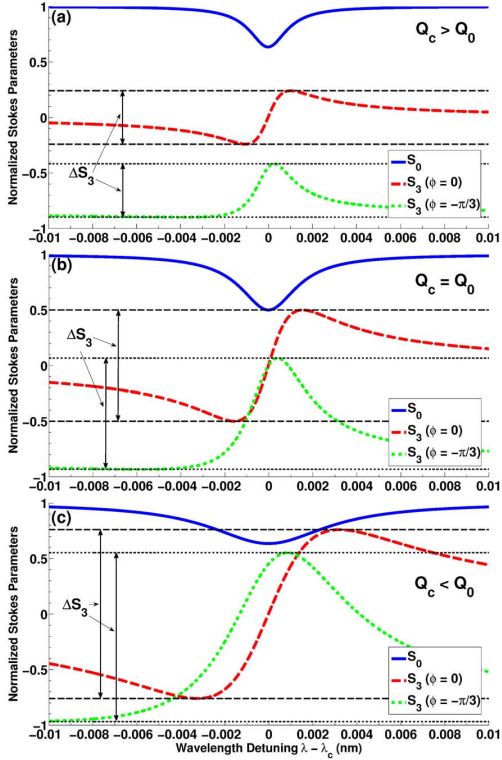 (a)
Q_c > Q_0
Normalized Stokes Parameters
1
0.5
0
−0.5
−1
ΔS_3
S_0
S_3 (ϕ = 0)
S_3 (ϕ = −π/3)
−0.01 −0.008 −0.006 −0.004 −0.002 0 0.002 0.004 0.006 0.008 0.01
(b)
Q_c = Q_0
Normalized Stokes Parameters
1
0.5
0
−0.5
−1
ΔS_3
S_0
S_3 (ϕ = 0)
S_3 (ϕ = −π/3)
−0.01 −0.008 −0.006 −0.004 −0.002 0 0.002 0.004 0.006 0.008 0.01
(c)
Q_c < Q_0
Normalized Stokes Parameters
1
0.5
0
−0.5
−1
ΔS_3
S_0
S_3 (ϕ = 0)
S_3 (ϕ = −π/3)
−0.01 −0.008 −0.006 −0.004 −0.002 0 0.002 0.004 0.006 0.008 0.01
Wavelength Detuning λ − λ_c (nm)